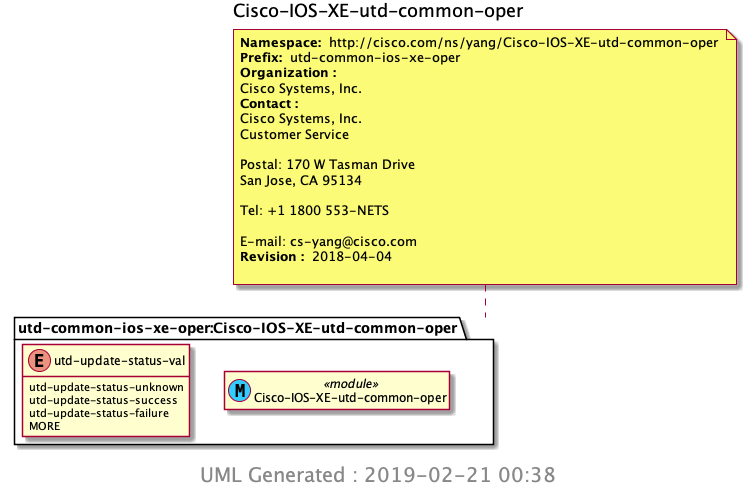 Cisco-IOS-XE-utd-common-oper
Namespace: http://cisco.com/ns/yang/Cisco-IOS-XE-utd-common-oper
Prefix: utd-common-ios-xe-oper
Organization :
Cisco Systems, Inc.
Contact :
Cisco Systems, Inc.
Customer Service
Postal: 170 W Tasman Drive
San Jose, CA 95134
Tel: +1 1800 553-NETS
E-mail: cs-yang@cisco.com
Revision : 2018-04-04
utd-common-ios-xe-oper:Cisco-IOS-XE-utd-common-oper
E utd-update-status-val
utd-update-status-unknown
utd-update-status-success
utd-update-status-failure
MORE
«module»
M Cisco-IOS-XE-utd-common-oper
UML Generated : 2019-02-21 00:38